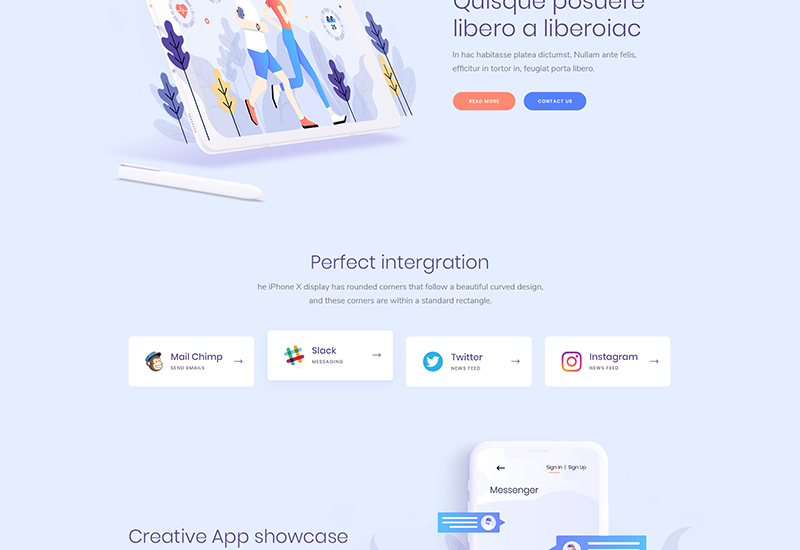 Quisque posuere
libero a liberoiac
In hac habitasse platea dictumst. Nullam ante felis,
efficitur in tortor in, feugiat porta libero.
READ MORE
CONTACT US
Perfect intergration
he iPhone X display has rounded corners that follow a beautiful curved design,
and these corners are within a standard rectangle.
Mail Chimp
SEND EMAILS
Slack
MESSAGING
Twitter
NEWS FEED
Instagram
NEWS FEED
Sign In | Sign Up
Messenger
Creative App showcase